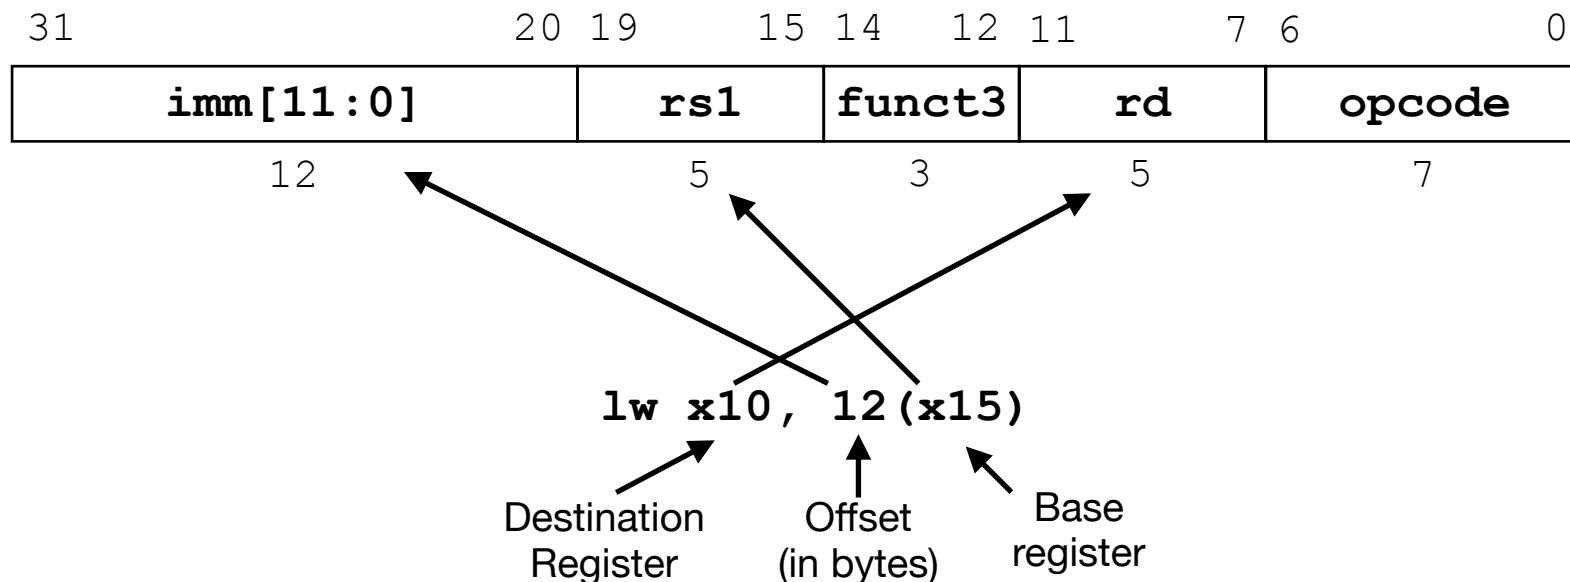 31 20 19 15 14 12 11 7 6 0
imm[11:0] rs1 funct3 rd opcode
12 5 3 5 7
lw x10, 12(x15)
Destination Register
Offset (in bytes)
Base register